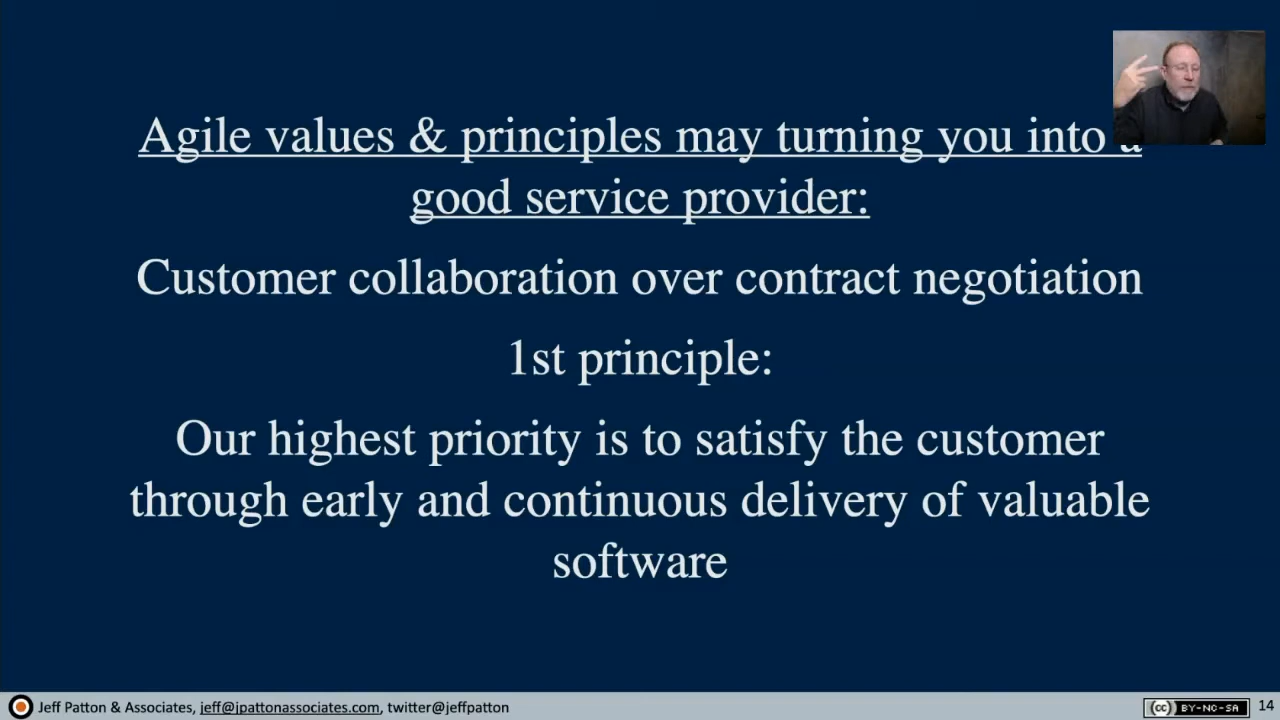 Agile values & principles may turning you into a
good service provider:
Customer collaboration over contract negotiation
1st principle:
Our highest priority is to satisfy the customer
through early and continuous delivery of valuable
software
Jeff Patton & Associates, jeff@jpattonassociates.com, twitter@jeffpatton
cc BY-NC-SA 14